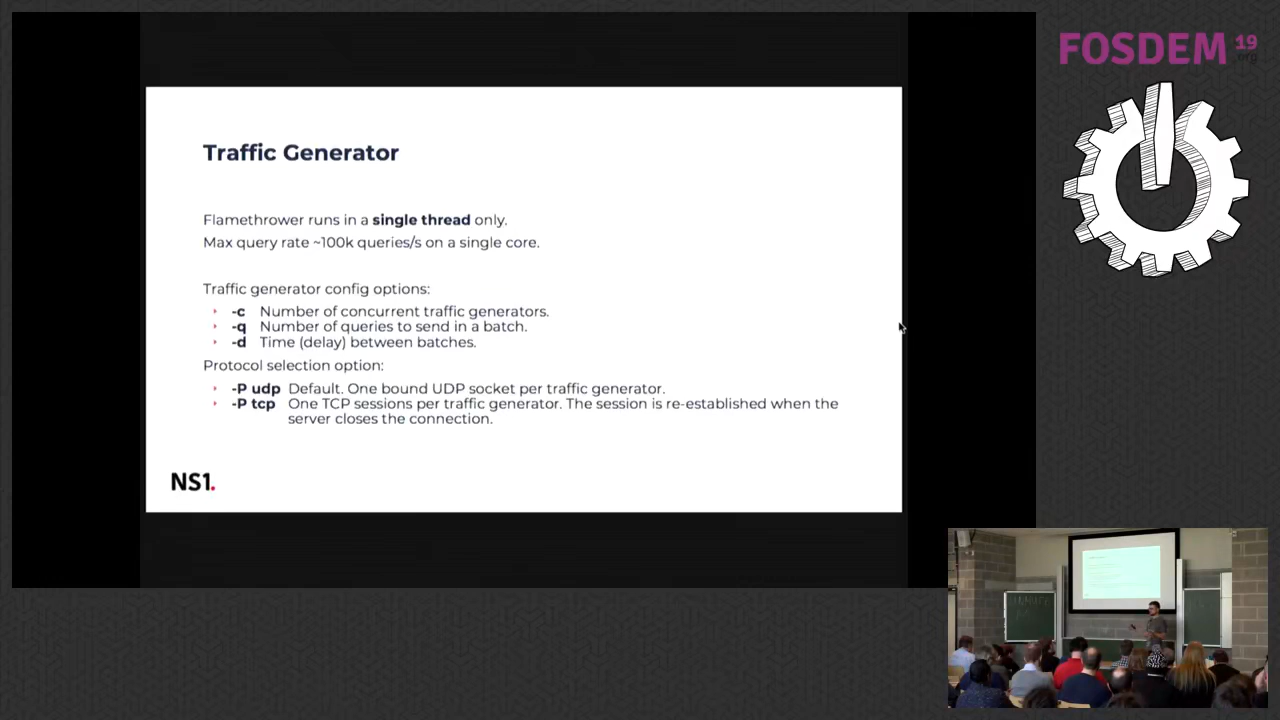 FOSDEM 19
.org
Traffic Generator
Flamethrower runs in a single thread only.
Max query rate ~100k queries/s on a single core.
Traffic generator config options:
-c Number of concurrent traffic generators.
-q Number of queries to send in a batch.
-d Time (delay) between batches.
Protocol selection option:
-P udp Default. One bound UDP socket per traffic generator.
-P tcp One TCP sessions per traffic generator. The session is re-established when the
server closes the connection.
NS1.